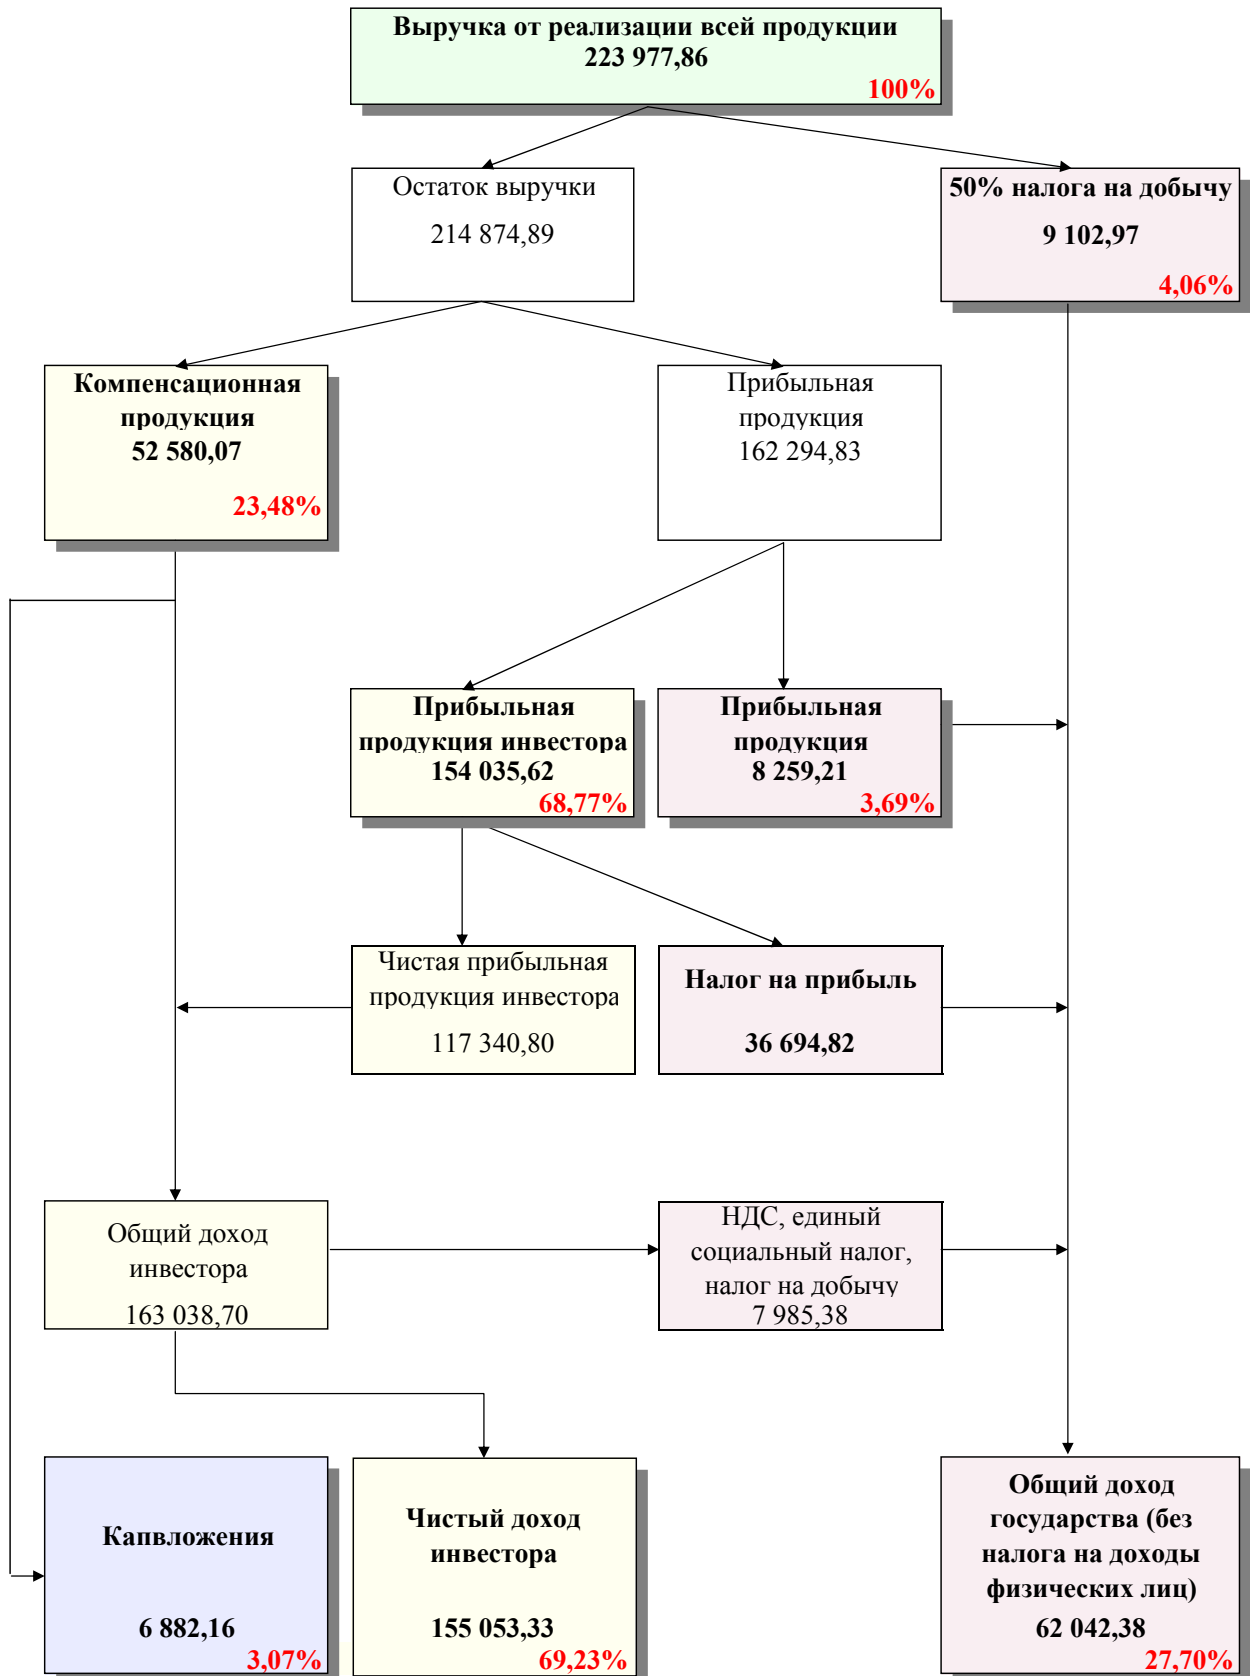 Выручка от реализации всей продукции
223 977,86
100%
Остаток выручки
214 874,89
50% налога на добычу
9 102,97
4,06%
Компенсационная
продукция
52 580,07
23,48%
Прибыльная
продукция
162 294,83
Прибыльная
продукция инвестора
154 035,62
68,77%
Прибыльная
продукция
8 259,21
3,69%
Чистая прибыльная
продукция инвестора
117 340,80
Налог на прибыль
36 694,82
Общий доход
инвестора
163 038,70
НДС, единый
социальный налог,
налог на добычу
7 985,38
Капвложения
6 882,16
3,07%
Чистый доход
инвестора
155 053,33
69,23%
Общий доход
государства (без
налога на доходы
физических лиц)
62 042,38
27,70%